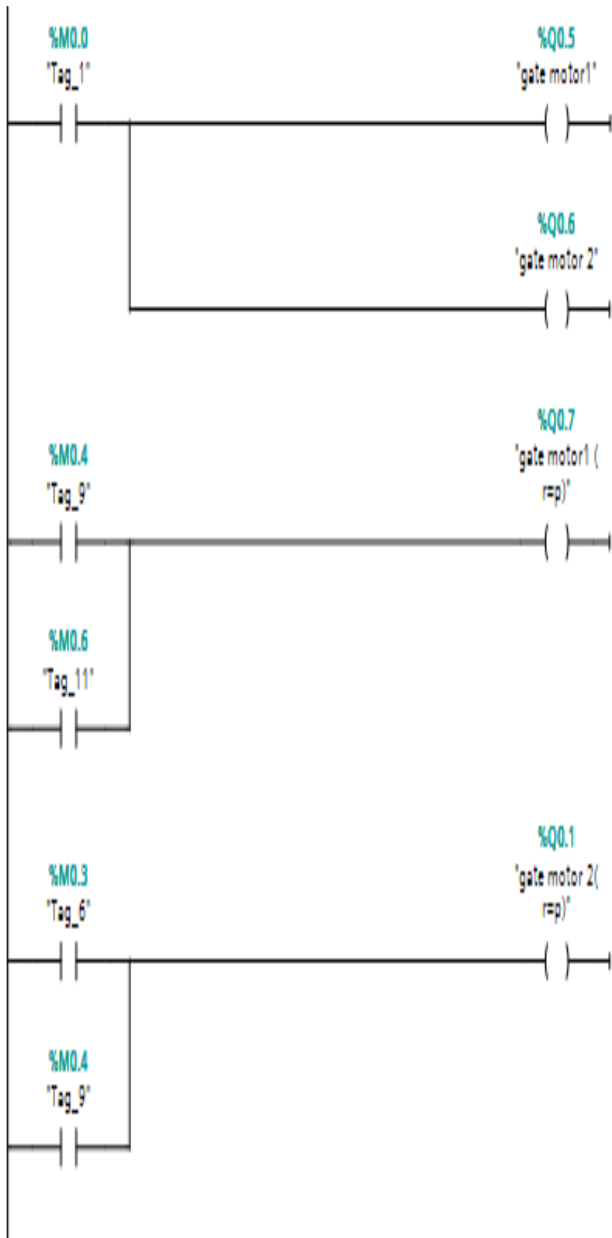 %M0.0
"Tag_1"
%Q0.5
"gate motor1"
%Q0.6
"gate motor 2"
%M0.4
"Tag_9"
%Q0.7
"gate motor1 (
r=p)"
%M0.6
"Tag_11"
%M0.3
"Tag_6"
%Q0.1
"gate motor 2(
r=p)"
%M0.4
"Tag_9"